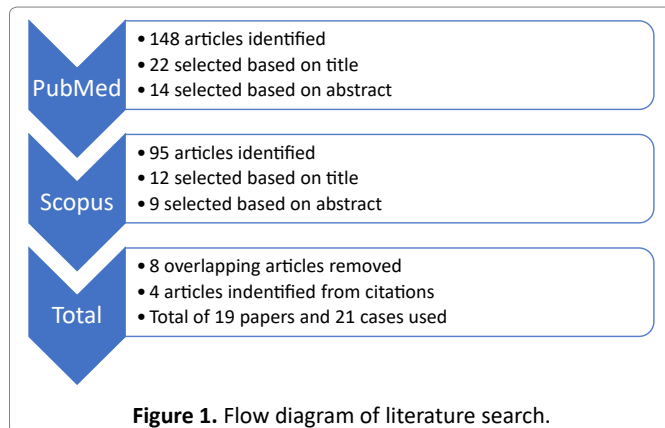 PubMed
• 148 articles identified
• 22 selected based on title
• 14 selected based on abstract
Scopus
• 95 articles identified
• 12 selected based on title
• 9 selected based on abstract
Total
• 8 overlapping articles removed
• 4 articles indentified from citations
• Total of 19 papers and 21 cases used
Figure 1. Flow diagram of literature search.